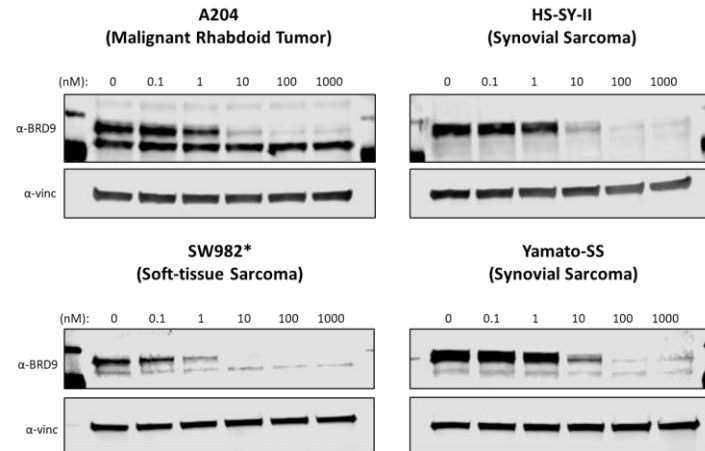 A204
(Malignant Rhabdoid Tumor)
(nM): 0 0.1 1 10 100 1000
α-BRD9
α-vinc
HS-SY-II
(Synovial Sarcoma)
0 0.1 1 10 100 1000
SW982*
(Soft-tissue Sarcoma)
(nM): 0 0.1 1 10 100 1000
α-BRD9
α-vinc
Yamato-SS
(Synovial Sarcoma)
0 0.1 1 10 100 1000